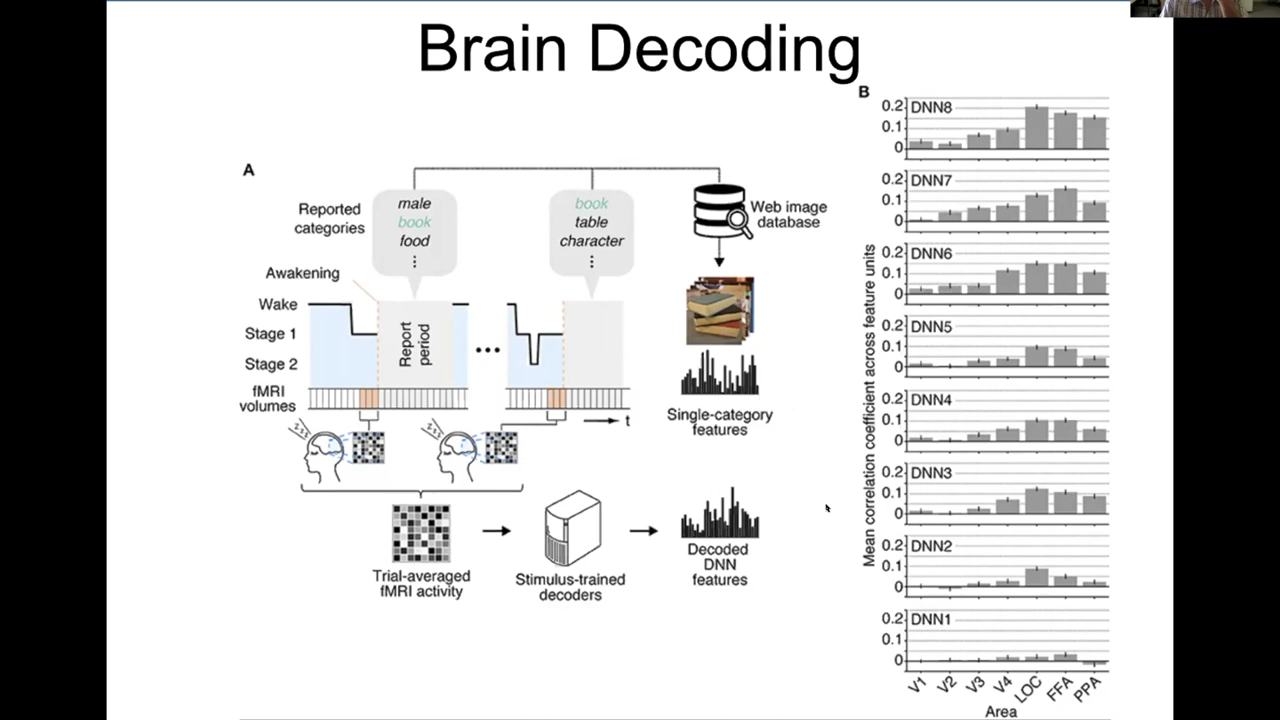 Brain Decoding
A
Reported
categories
male
book
food
book
table
character
Web image
database
Awakening
Wake
Stage 1
Stage 2
Report
period
fMRI
volumes
t
zzz
zzz
Single-category
features
Trial-averaged
fMRI activity
Stimulus-trained
decoders
Decoded
DNN
features
B
Mean correlation coefficient across feature units
0.2
0.1
0
DNN8
0.2
0.1
0
DNN7
0.2
0.1
0
DNN6
0.2
0.1
0
DNN5
0.2
0.1
0
DNN4
0.2
0.1
0
DNN3
0.2
0.1
0
DNN2
0.2
0.1
0
DNN1
V1
V2
V3
V4
LOC
FFA
PPA
Area